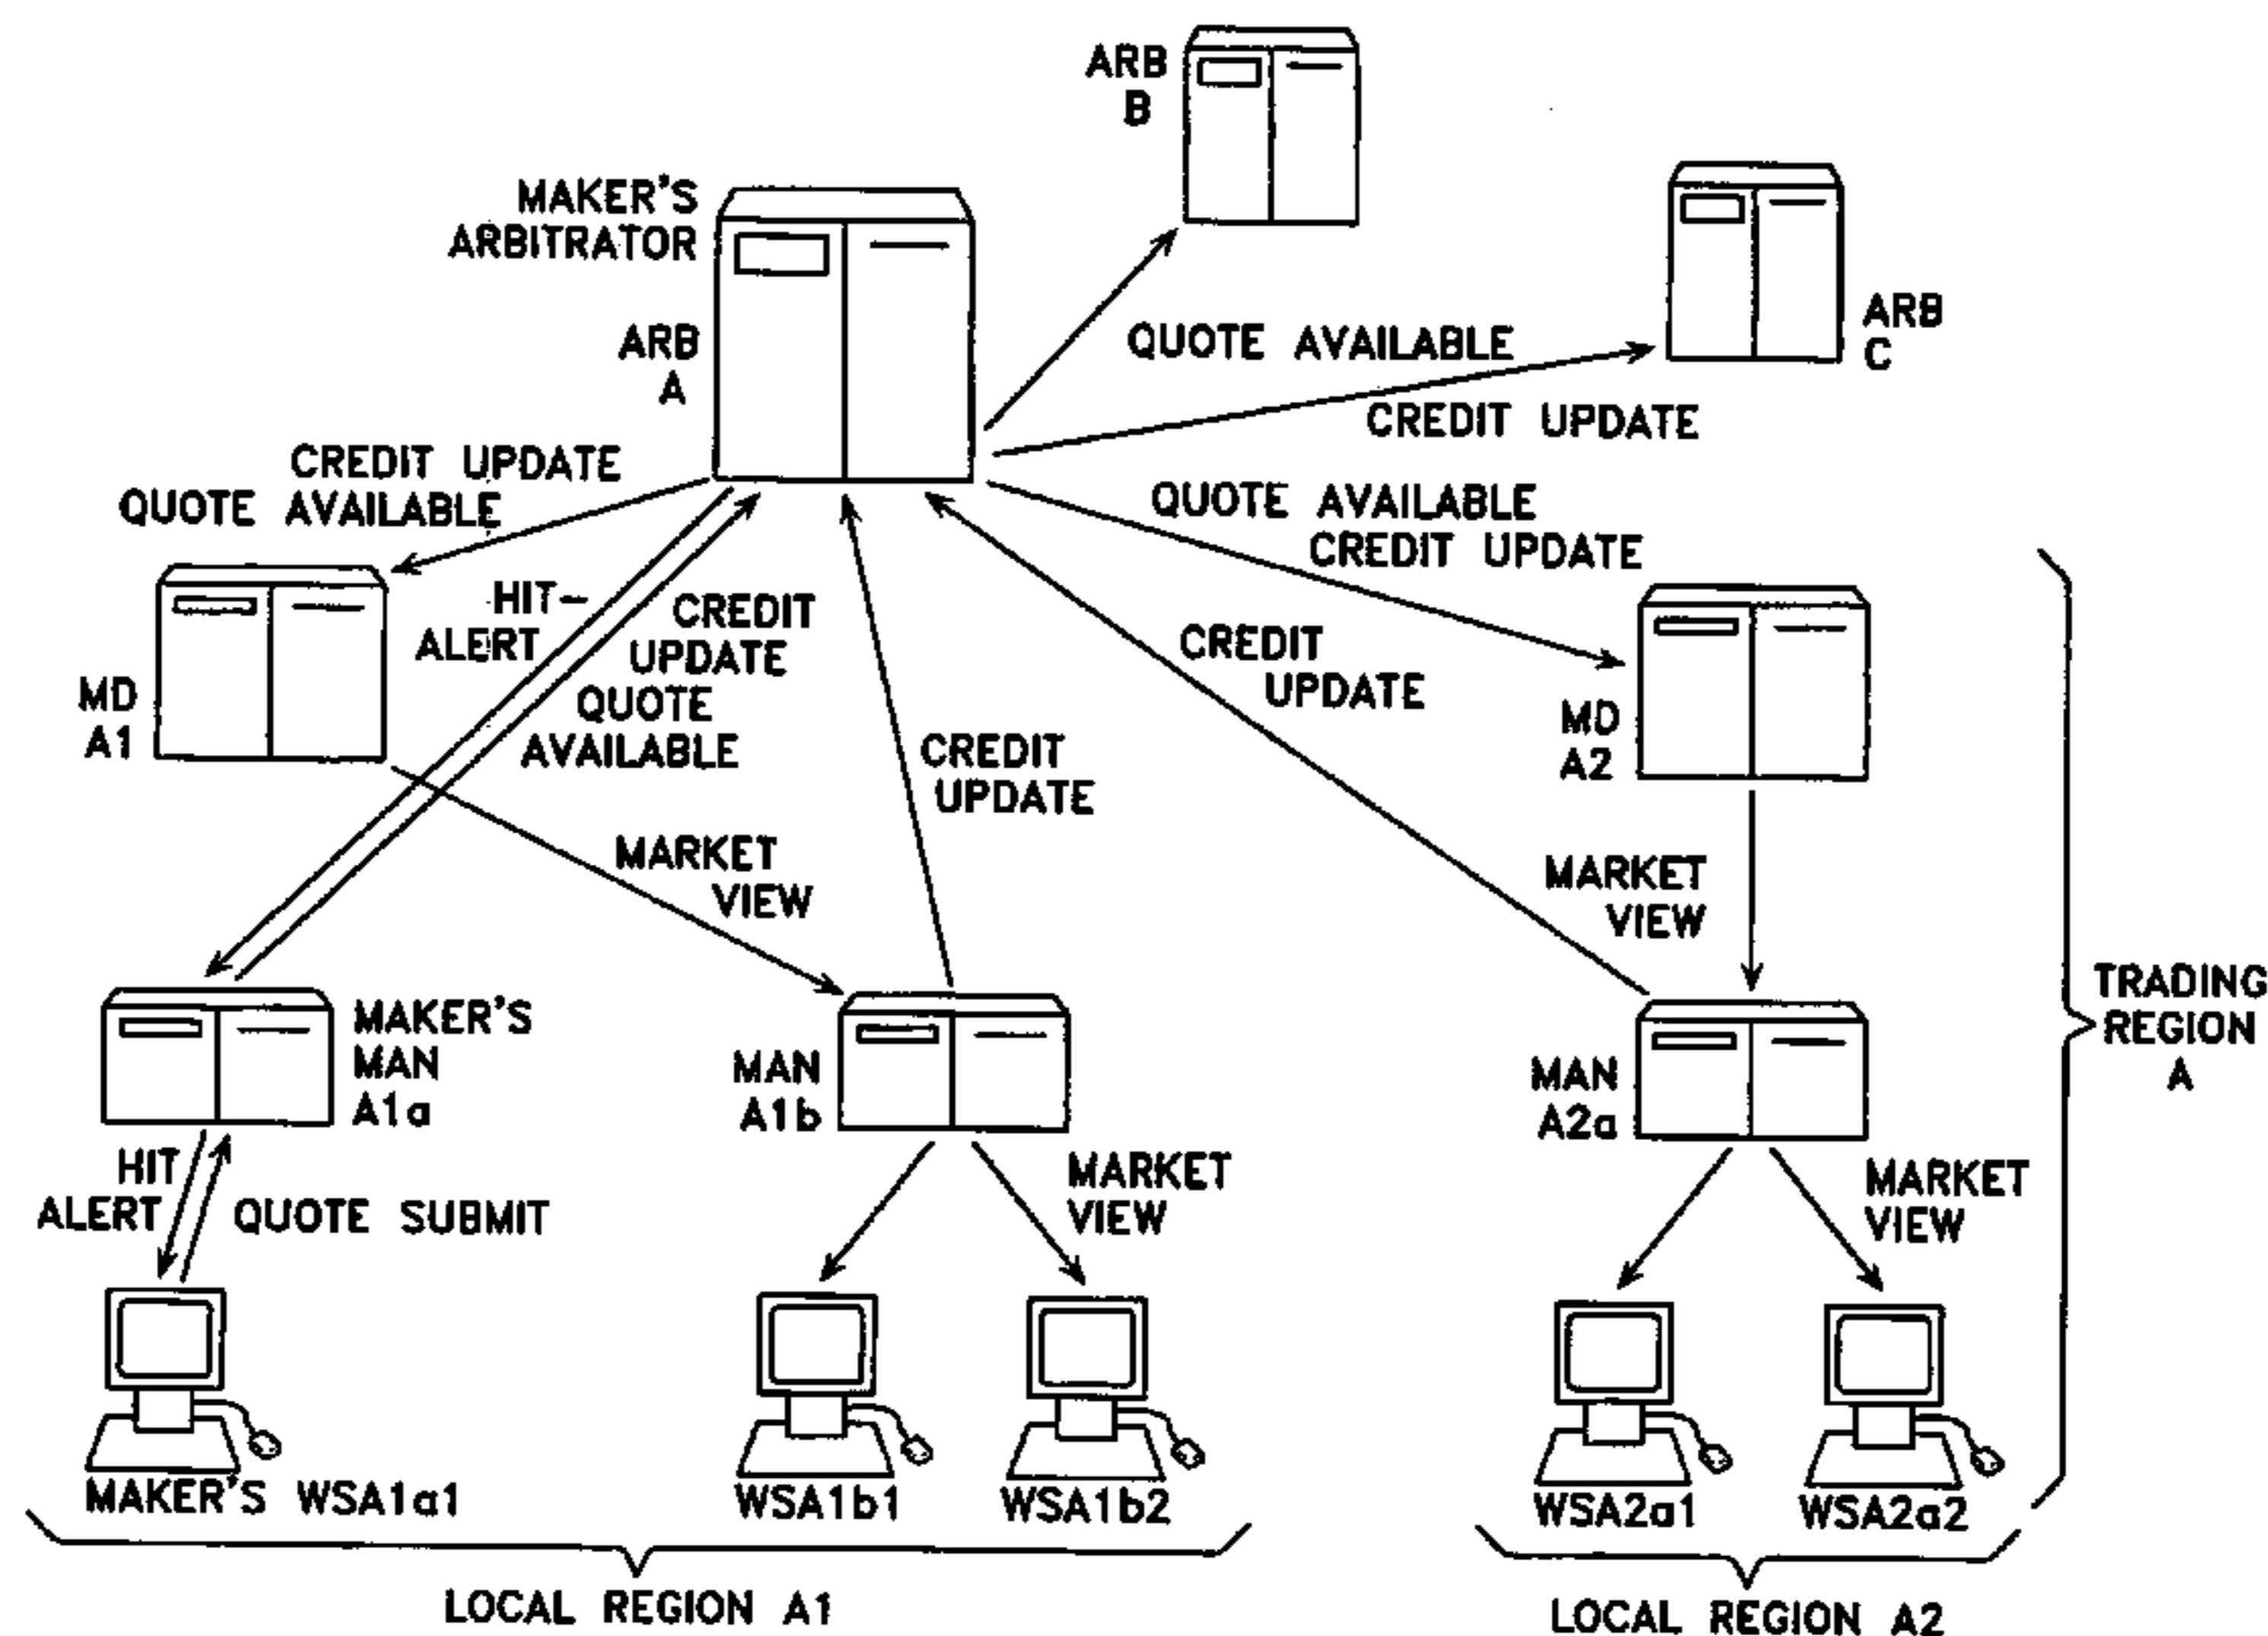 ARB
B
MAKER'S
ARBITRATOR
ARB
A
ARB
C
QUOTE AVAILABLE
CREDIT UPDATE
CREDIT UPDATE
QUOTE AVAILABLE
QUOTE AVAILABLE
CREDIT UPDATE
HIT-
ALERT
CREDIT
UPDATE
QUOTE
AVAILABLE
CREDIT
UPDATE
MD
A1
MD
A2
CREDIT
UPDATE
MARKET
VIEW
MARKET
VIEW
TRADING
REGION
A
MAKER'S
MAN
A1a
MAN
A1b
MAN
A2a
HIT
ALERT
QUOTE SUBMIT
MARKET
VIEW
MARKET
VIEW
MAKER'S WSA1a1
WSA1b1
WSA1b2
WSA2a1
WSA2a2
LOCAL REGION A1
LOCAL REGION A2